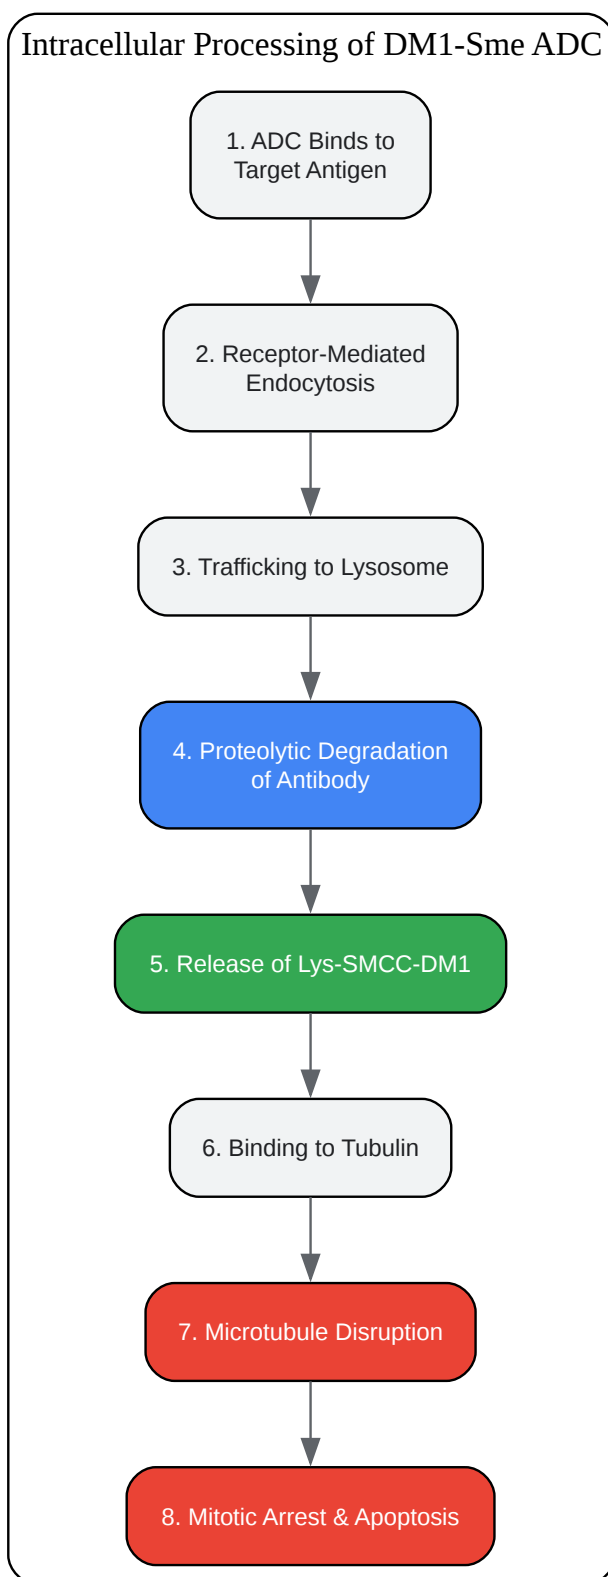 Intracellular Processing of DM1-Sme ADC
1. ADC Binds to
Target Antigen
2. Receptor-Mediated
Endocytosis
3. Trafficking to Lysosome
4. Proteolytic Degradation
of Antibody
5. Release of Lys-SMCC-DM1
6. Binding to Tubulin
7. Microtubule Disruption
8. Mitotic Arrest & Apoptosis